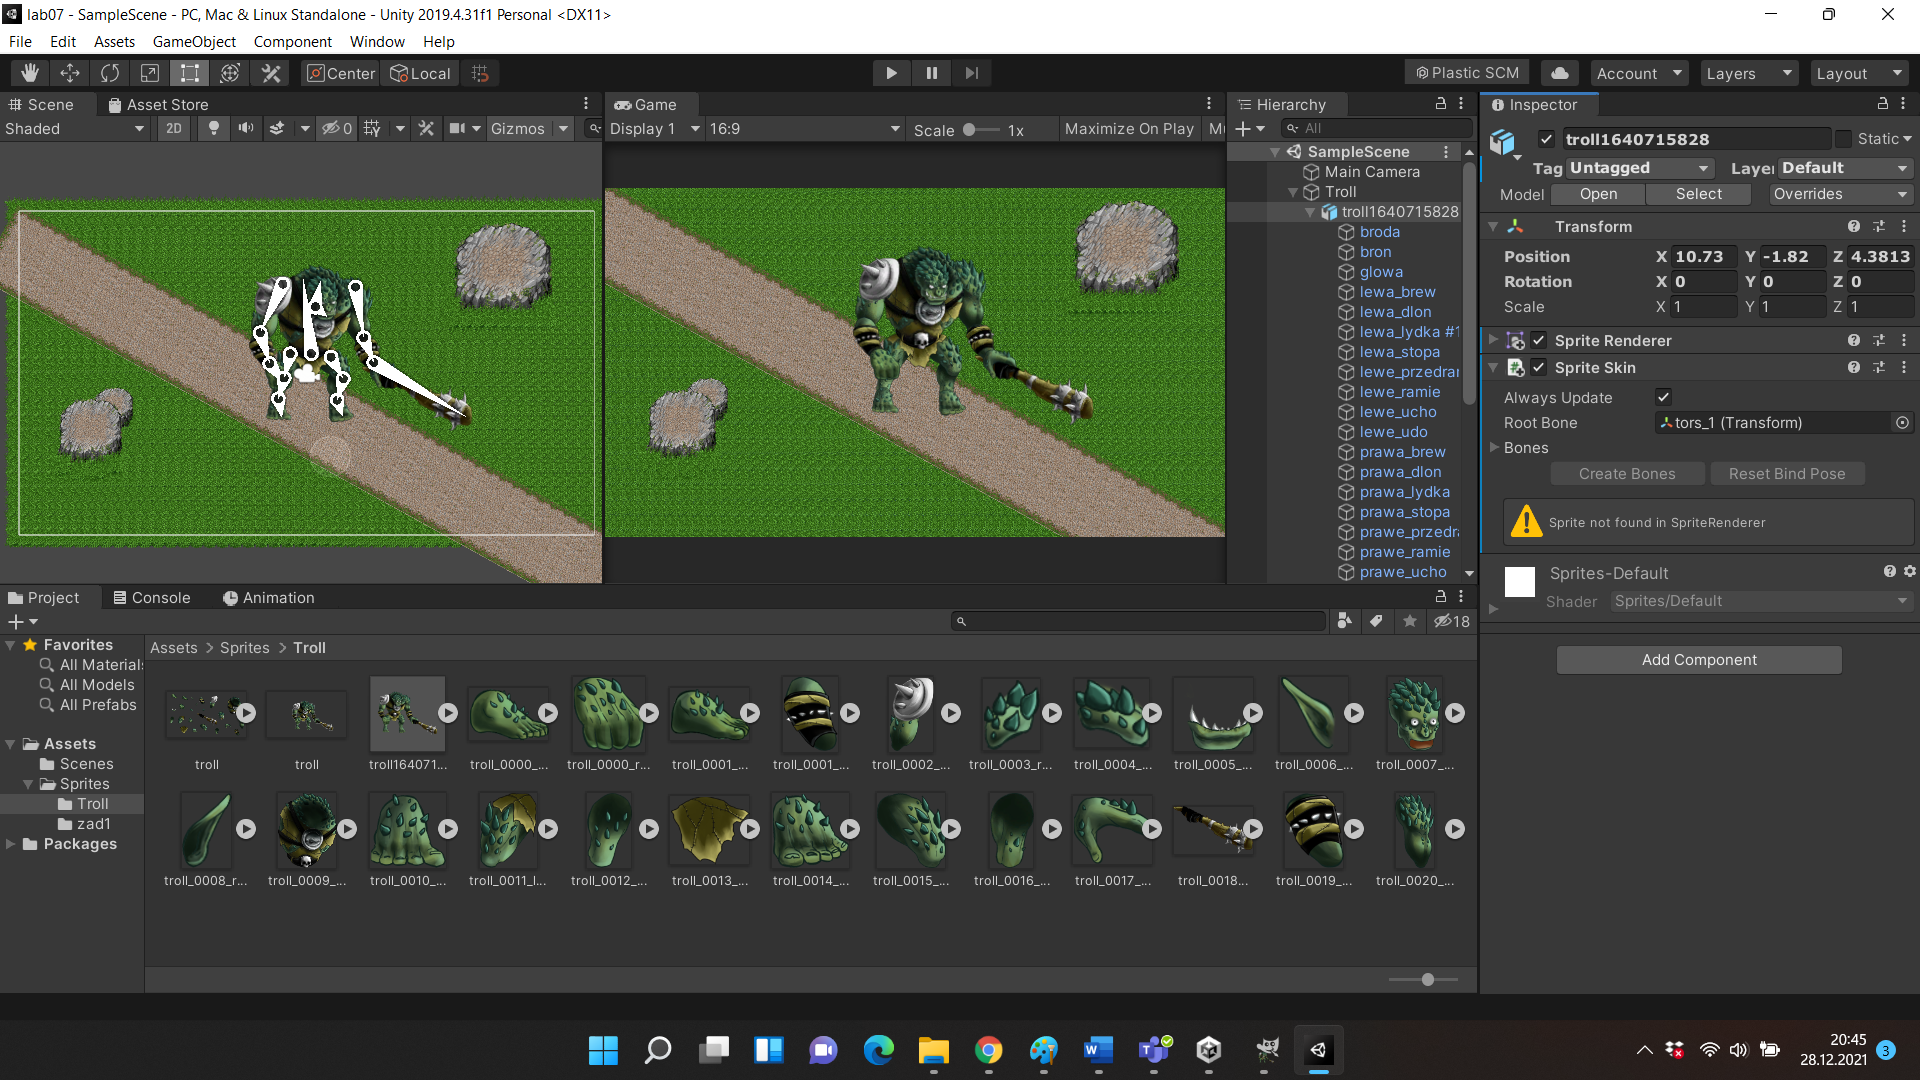 lab07 - SampleScene - PC, Mac & Linux Standalone - Unity 2019.4.31f1 Personal <DX11>
File Edit Assets GameObject Component Window Help
Center Local
Plastic SCM Account Layers Layout
Scene Asset Store
Shaded 2D 0 Gizmos
Game
Display 1 16:9 Scale 1x Maximize On Play Mu
Hierarchy
All
SampleScene
Main Camera
Troll
troll1640715828
broda
bron
glowa
lewa_brew
lewa_dlon
lewa_lydka #1
lewa_stopa
lewe_przedrar
lewe_ramie
lewe_ucho
lewe_udo
prawa_brew
prawa_dlon
prawa_lydka
prawa_stopa
prawe_przedra
prawe_ramie
prawe_ucho
Inspector
troll1640715828 Static
Tag Untagged Layer Default
Model Open Select Overrides
Transform
Position X 10.73 Y -1.82 Z 4.3813
Rotation X 0 Y 0 Z 0
Scale X 1 Y 1 Z 1
Sprite Renderer
Sprite Skin
Always Update
Root Bone tors_1 (Transform)
Bones
Create Bones Reset Bind Pose
Sprite not found in SpriteRenderer
Sprites-Default
Shader Sprites/Default
Add Component
Project Console Animation
18
Favorites
All Materials
All Models
All Prefabs
Assets
Scenes
Sprites
Troll
zad1
Packages
Assets > Sprites > Troll
troll troll troll164071... troll_0000_... troll_0000_r... troll_0001_... troll_0001_... troll_0002_... troll_0003_r... troll_0004_... troll_0005_... troll_0006_... troll_0007_...
troll_0008_r... troll_0009_... troll_0010_... troll_0011_l... troll_0012_... troll_0013_... troll_0014_... troll_0015_... troll_0016_... troll_0017_... troll_0018... troll_0019_... troll_0020_...
20:45
28.12.2021
3